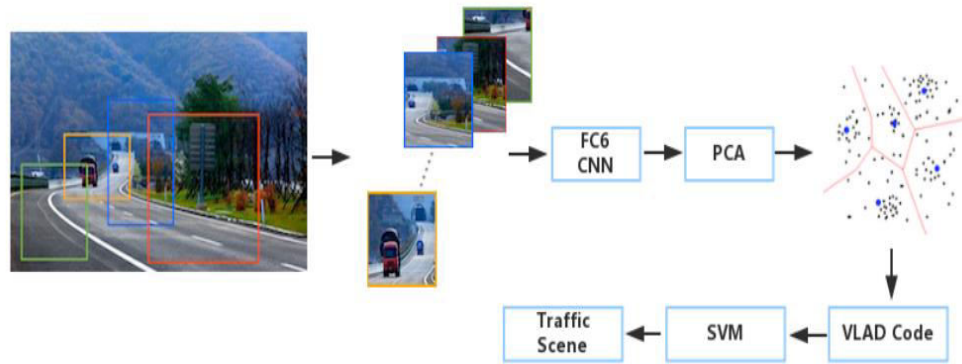 FC6
CNN
PCA
VLAD Code
SVM
Traffic
Scene